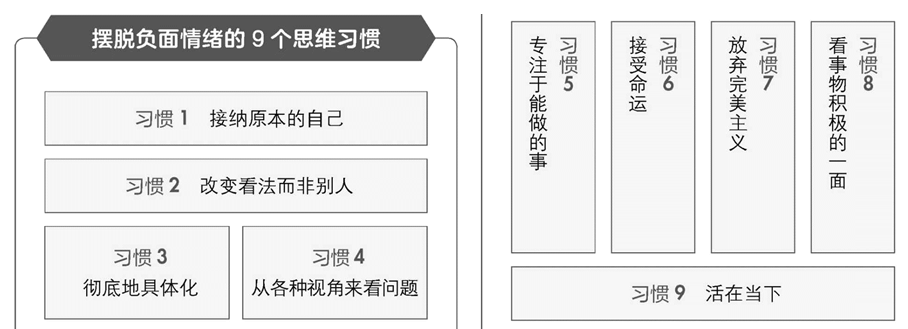 摆脱负面情绪的 9 个思维习惯
习惯 1 接纳原本的自己
习惯 2 改变看法而非别人
习惯 3
彻底地具体化
习惯 4
从各种视角来看问题
习惯 5
专注于能做的事
习惯 6
接受命运
习惯 7
放弃完美主义
习惯 8
看事物积极的一面
习惯 9 活在当下